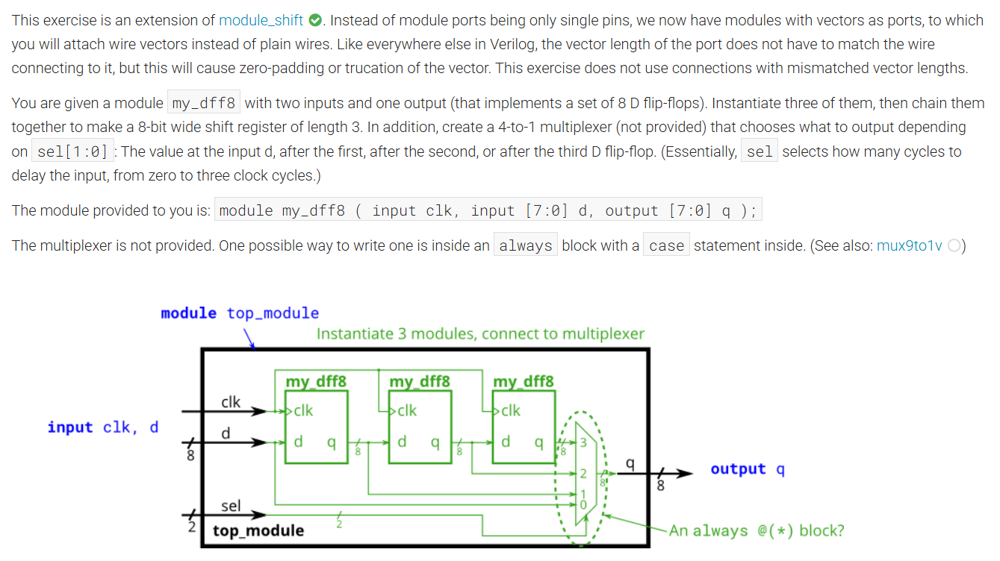 This exercise is an extension of module_shift. Instead of module ports being only single pins, we now have modules with vectors as ports, to which
you will attach wire vectors instead of plain wires. Like everywhere else in Verilog, the vector length of the port does not have to match the wire
connecting to it, but this will cause zero-padding or trucation of the vector. This exercise does not use connections with mismatched vector lengths.
You are given a module my_dff8 with two inputs and one output (that implements a set of 8 D flip-flops). Instantiate three of them, then chain them
together to make a 8-bit wide shift register of length 3. In addition, create a 4-to-1 multiplexer (not provided) that chooses what to output depending
on sel[1:0]: The value at the input d, after the first, after the second, or after the third D flip-flop. (Essentially, sel selects how many cycles to
delay the input, from zero to three clock cycles.)
The module provided to you is: module my_dff8 ( input clk, input [7:0] d, output [7:0] q );
The multiplexer is not provided. One possible way to write one is inside an always block with a case statement inside. (See also: mux9to1v)
module top_module
Instantiate 3 modules, connect to multiplexer
my_dff8 my_dff8 my_dff8
clk clk clk clk
input clk, d
d d q d q d q 3
8 8 8 8
2 q output q
8 8
1
sel 0
2 2
top_module An always @(*) block?